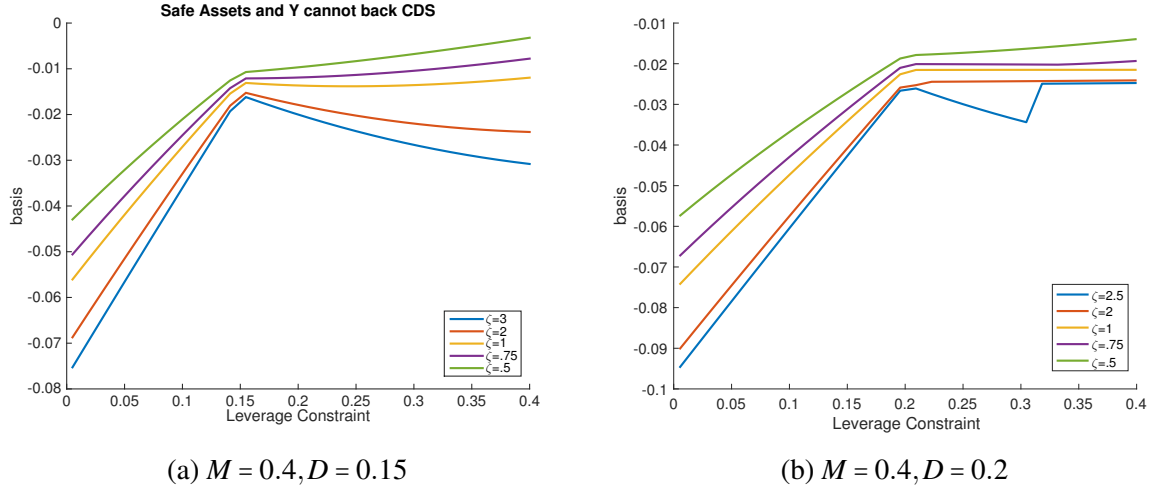 Safe Assets and Y cannot back CDS
0
-0.01
-0.02
-0.03
-0.04
-0.05
-0.06
-0.07
-0.08
basis
0 0.05 0.1 0.15 0.2 0.25 0.3 0.35 0.4
Leverage Constraint
ζ=3
ζ=2
ζ=1
ζ=.75
ζ=.5
(a) M = 0.4, D = 0.15
-0.01
-0.02
-0.03
-0.04
-0.05
-0.06
-0.07
-0.08
-0.09
-0.1
basis
0 0.05 0.1 0.15 0.2 0.25 0.3 0.35 0.4
Leverage Constraint
ζ=2.5
ζ=2
ζ=1
ζ=.75
ζ=.5
(b) M = 0.4, D = 0.2